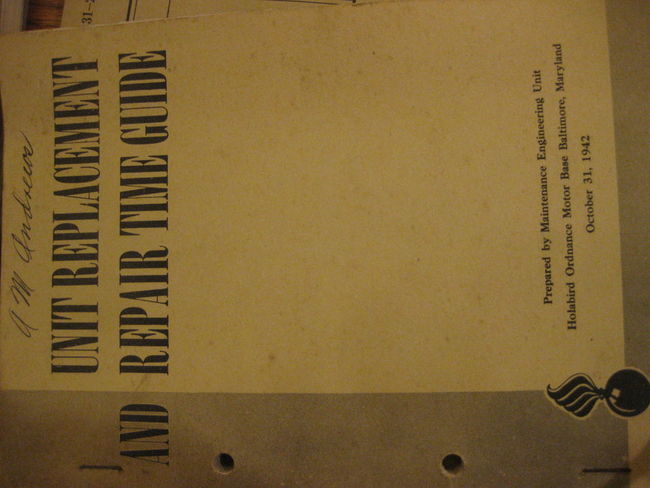 A M Andrews
UNIT REPLACEMENT
AND REPAIR TIME GUIDE
Prepared by Maintenance Engineering Unit
Holabird Ordnance Motor Base Baltimore, Maryland
October 31, 1942